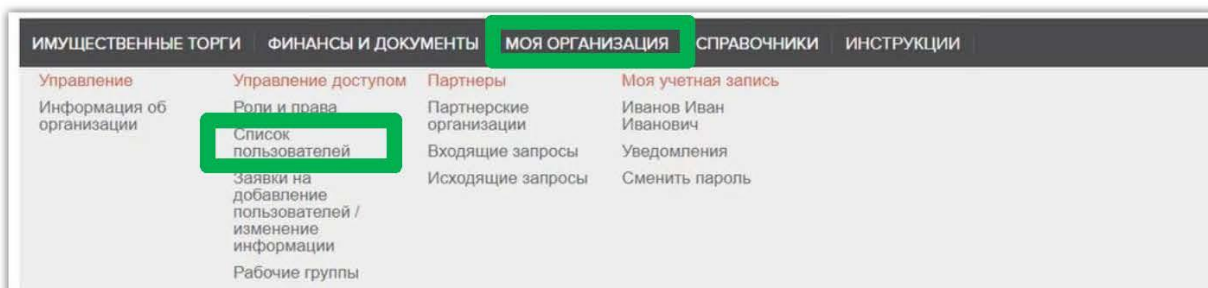 ИМУЩЕСТВЕННЫЕ ТОРГИ ФИНАНСЫ И ДОКУМЕНТЫ МОЯ ОРГАНИЗАЦИЯ СПРАВОЧНИКИ ИНСТРУКЦИИ
Управление
Информация об
организации
Управление доступом
Роли и права
Список
пользователей
Заявки на
добавление
пользователей /
изменение
информации
Рабочие группы
Партнеры
Партнерские
организации
Входящие запросы
Исходящие запросы
Моя учетная запись
Иванов Иван
Иванович
Уведомления
Сменить пароль